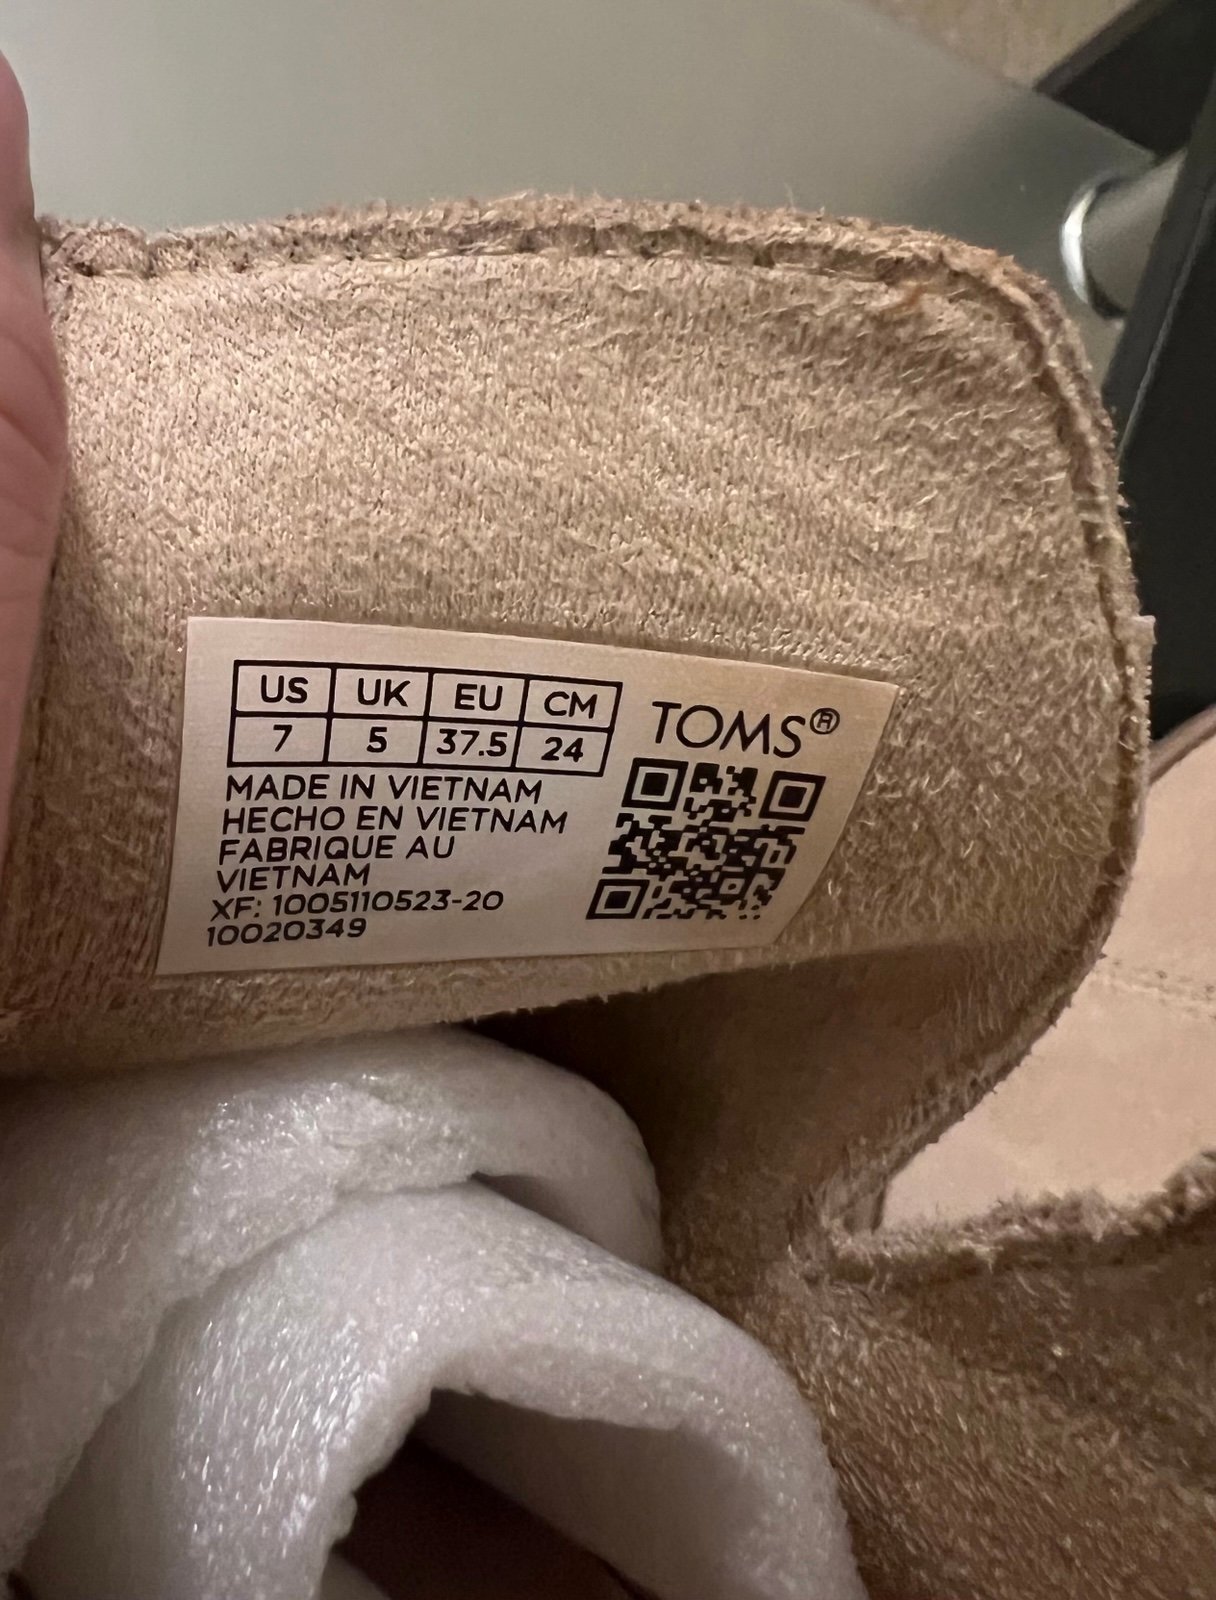 US UK EU CM
7 5 37.5 24
MADE IN VIETNAM
HECHO EN VIETNAM
FABRIQUE AU
VIETNAM
XF: 1005110523-20
10020349
TOMS®